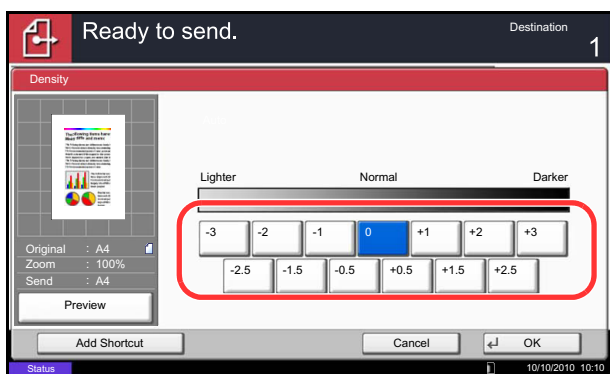 Ready to send.
Destination
1
Density
Lighter
Normal
Darker
-3
-2
-1
0
+1
+2
+3
-2.5
-1.5
-0.5
+0.5
+1.5
+2.5
Original : A4
Zoom : 100%
Send : A4
Preview
Add Shortcut
Cancel
OK
Status
10/10/2010 10:10